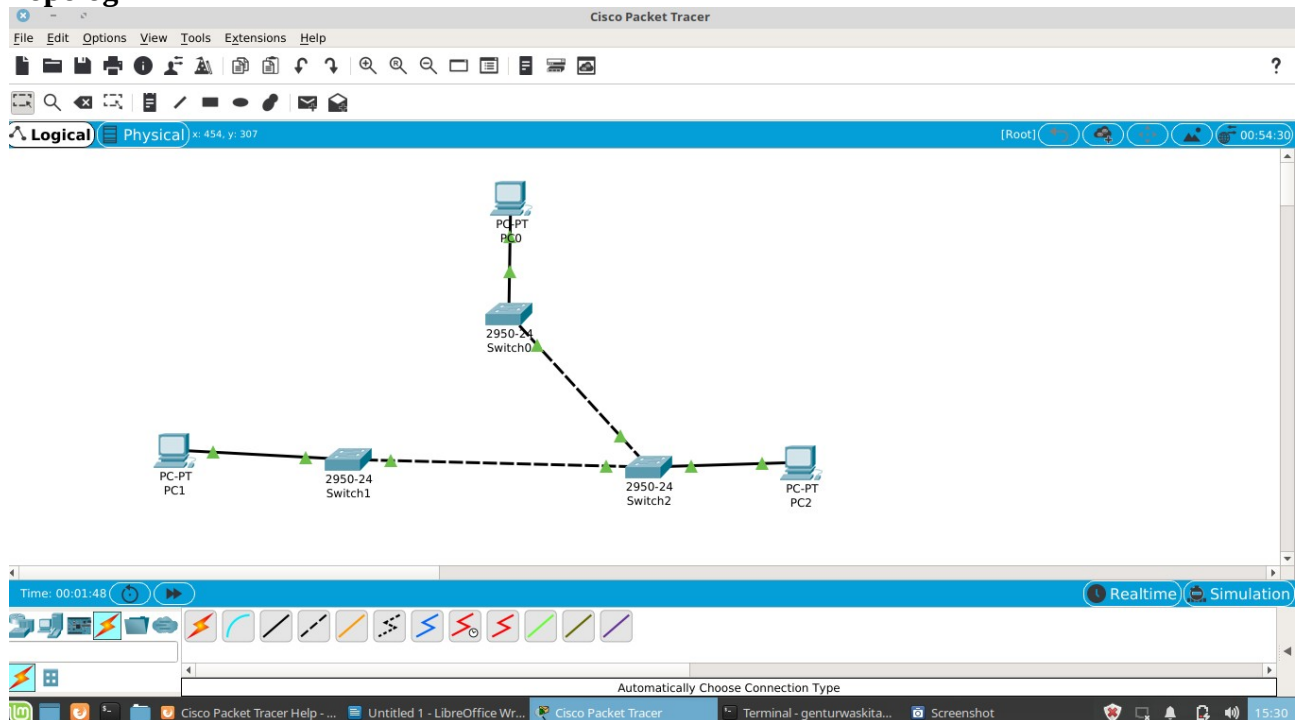 Cisco Packet Tracer
File Edit Options View Tools Extensions Help
?
Logical Physical x: 454, y: 307 [Root] 00:54:30
PC-PT
PC0
2950-24
Switch0
PC-PT
PC1
2950-24
Switch1
2950-24
Switch2
PC-PT
PC2
Time: 00:01:48 Realtime Simulation
Automatically Choose Connection Type
Cisco Packet Tracer Help - ... Untitled 1 - LibreOffice Wr... Cisco Packet Tracer Terminal - genturwaskita... Screenshot 15:30